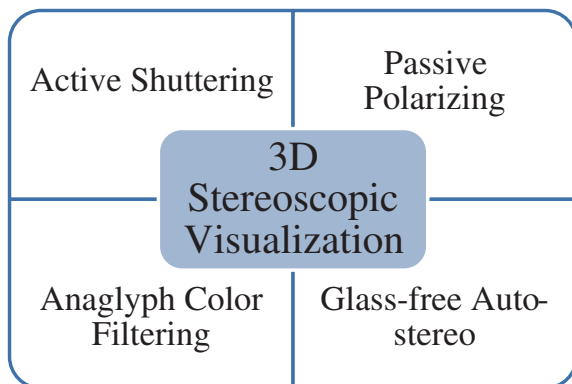 Active Shuttering
Passive
Polarizing
3D
Stereoscopic
Visualization
Anaglyph Color
Filtering
Glass-free Auto-
stereo